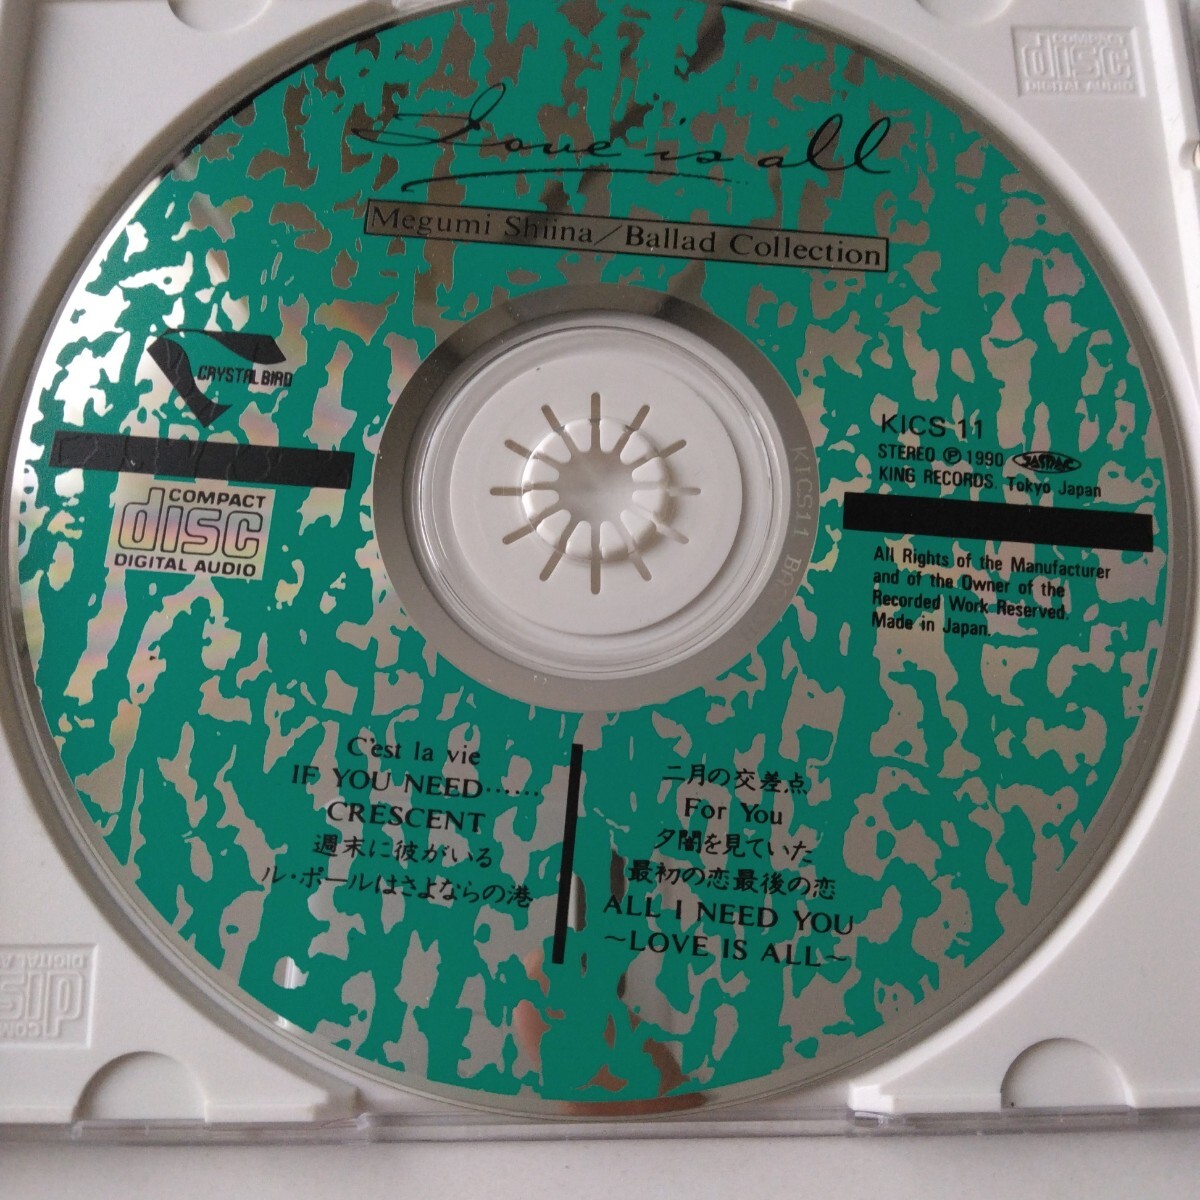 Love is all
Megumi Shiina/Ballad Collection
CRYSTAL BIRD
COMPACT
disc
DIGITAL AUDIO
KICS 11
STEREO Ⓟ 1990 JASRAC
KING RECORDS. Tokyo Japan
All Rights of the Manufacturer
and of the Owner of the
Recorded Work Reserved.
Made in Japan.
KICS11
C'est la vie
IF YOU NEED……
CRESCENT
週末に彼がいる
ル・ポールはさよならの港
二月の交差点
For You
夕闇を見ていた
最初の恋最後の恋
ALL I NEED YOU
〜LOVE IS ALL〜
COMPACT
disc
DIGITAL AUDIO
COMPACT
disc
DIGITAL AUDIO